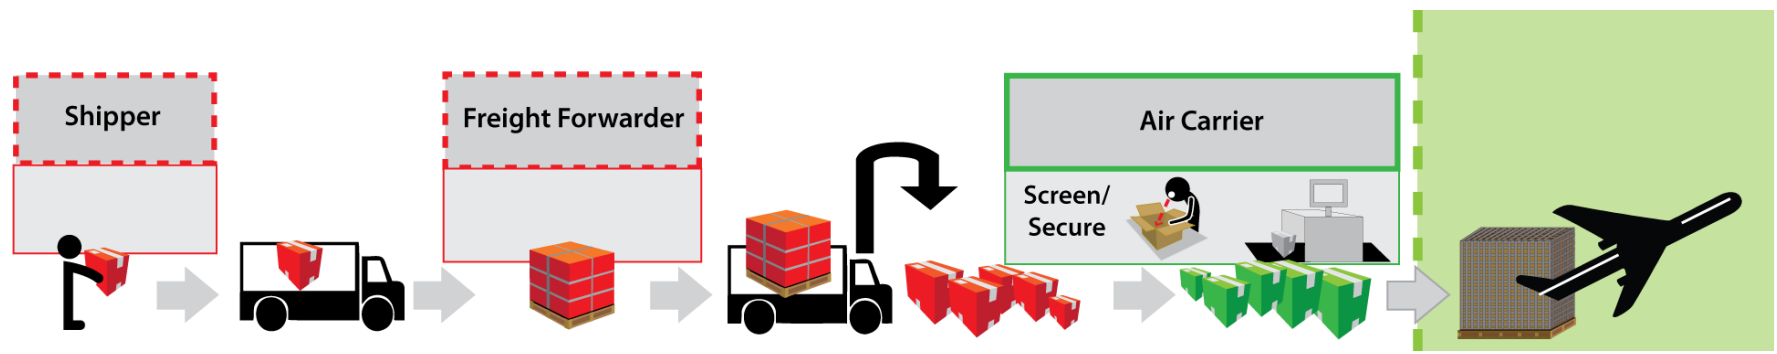 Shipper
Freight Forwarder
Air Carrier
Screen/
Secure